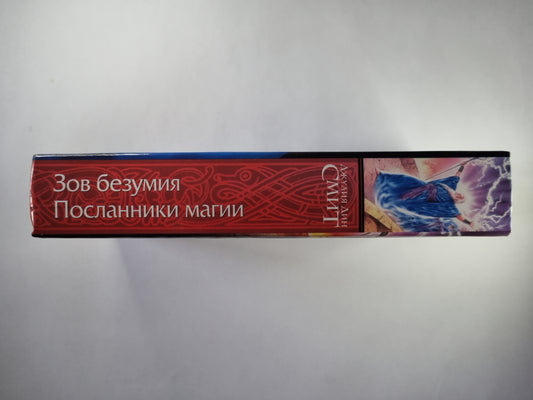 Зов безумия
Посланники магии
ДЖУЛИЯ ДИН
СМИТ